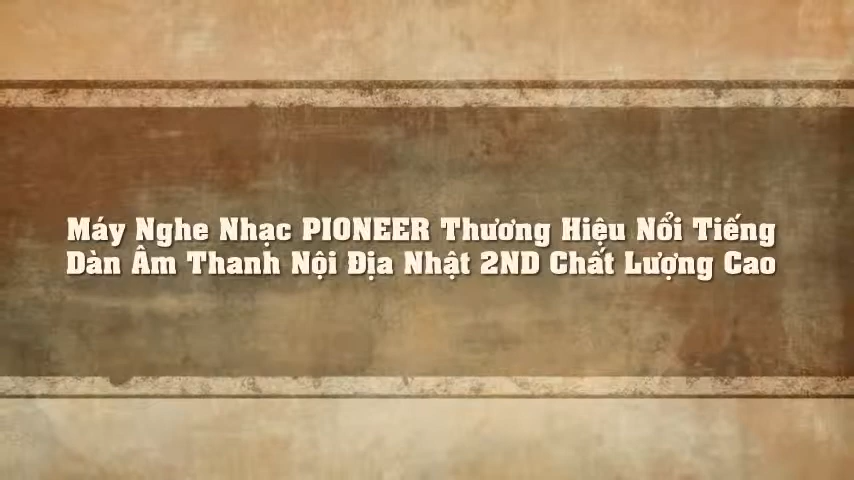 Máy Nghe Nhạc PIONEER Thương Hiệu Nổi Tiếng
Dàn Âm Thanh Nội Địa Nhật 2ND Chất Lượng Cao